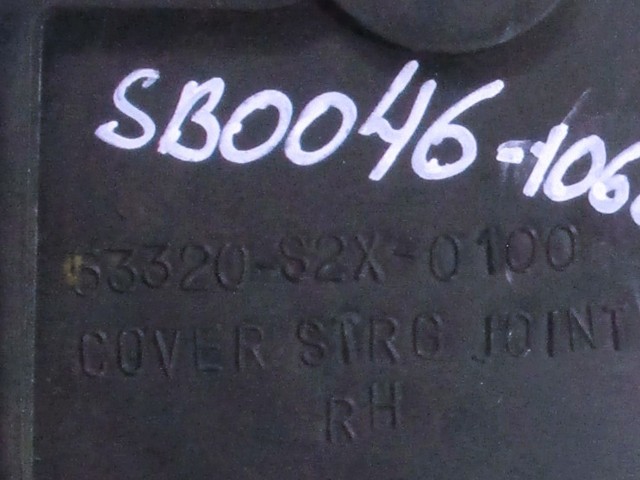 SB0046-106
53320-S2X-0100
COVER STRG JOINT
RH